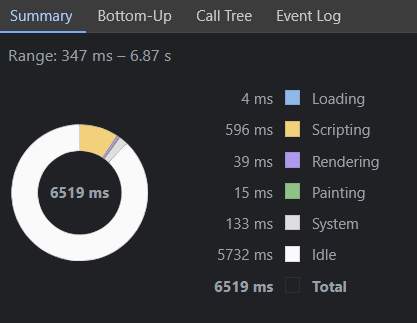 Summary Bottom-Up Call Tree Event Log
Range: 347 ms – 6.87 s
4 ms Loading
596 ms Scripting
39 ms Rendering
6519 ms
15 ms Painting
133 ms System
5732 ms Idle
6519 ms Total